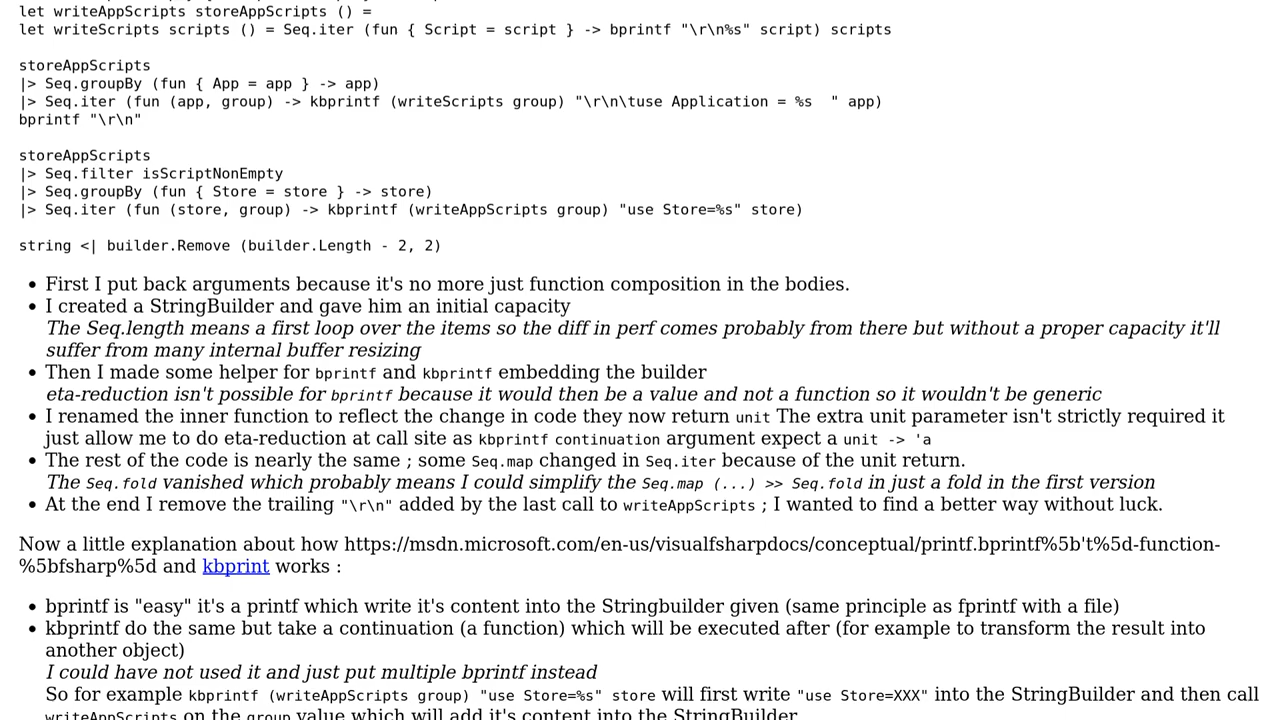 let writeAppScripts storeAppScripts () =
let writeScripts scripts () = Seq.iter (fun { Script = script } -> bprintf "\r\n%s" script) scripts
storeAppScripts
|> Seq.groupBy (fun { App = app } -> app)
|> Seq.iter (fun (app, group) -> kbprintf (writeScripts group) "\r\n\tuse Application = %s  " app)
bprintf "\r\n"
storeAppScripts
|> Seq.filter isScriptNonEmpty
|> Seq.groupBy (fun { Store = store } -> store)
|> Seq.iter (fun (store, group) -> kbprintf (writeAppScripts group) "use Store=%s" store)
string <| builder.Remove (builder.Length - 2, 2)
• First I put back arguments because it's no more just function composition in the bodies.
• I created a StringBuilder and gave him an initial capacity
The Seq.length means a first loop over the items so the diff in perf comes probably from there but without a proper capacity it'll
suffer from many internal buffer resizing
• Then I made some helper for bprintf and kbprintf embedding the builder
eta-reduction isn't possible for bprintf because it would then be a value and not a function so it wouldn't be generic
• I renamed the inner function to reflect the change in code they now return unit The extra unit parameter isn't strictly required it
just allow me to do eta-reduction at call site as kbprintf continuation argument expect a unit -> 'a
• The rest of the code is nearly the same ; some Seq.map changed in Seq.iter because of the unit return.
The Seq.fold vanished which probably means I could simplify the Seq.map (...) >> Seq.fold in just a fold in the first version
• At the end I remove the trailing "\r\n" added by the last call to writeAppScripts ; I wanted to find a better way without luck.
Now a little explanation about how https://msdn.microsoft.com/en-us/visualfsharpdocs/conceptual/printf.bprintf%5b't%5d-function-
%5bfsharp%5d and kbprint works :
• bprintf is "easy" it's a printf which write it's content into the Stringbuilder given (same principle as fprintf with a file)
• kbprintf do the same but take a continuation (a function) which will be executed after (for example to transform the result into
another object)
I could have not used it and just put multiple bprintf instead
So for example kbprintf (writeAppScripts group) "use Store=%s" store will first write "use Store=XXX" into the StringBuilder and then call
writeAppScripts on the group value which will add it's content into the StringBuilder